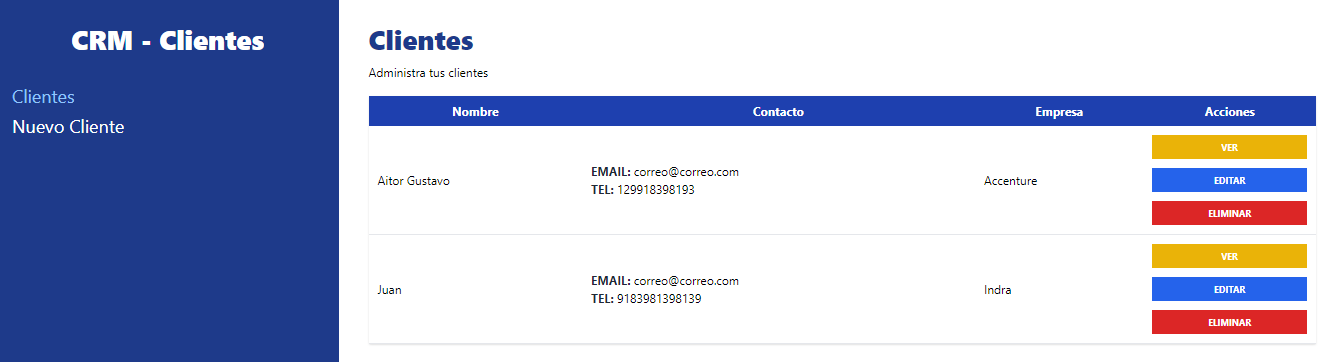 CRM - Clientes
Clientes
Nuevo Cliente
Clientes
Administra tus clientes
Nombre Contacto Empresa Acciones
Aitor Gustavo
EMAIL: correo@correo.com
TEL: 129918398193
Accenture
VER
EDITAR
ELIMINAR
Juan
EMAIL: correo@correo.com
TEL: 9183981398139
Indra
VER
EDITAR
ELIMINAR